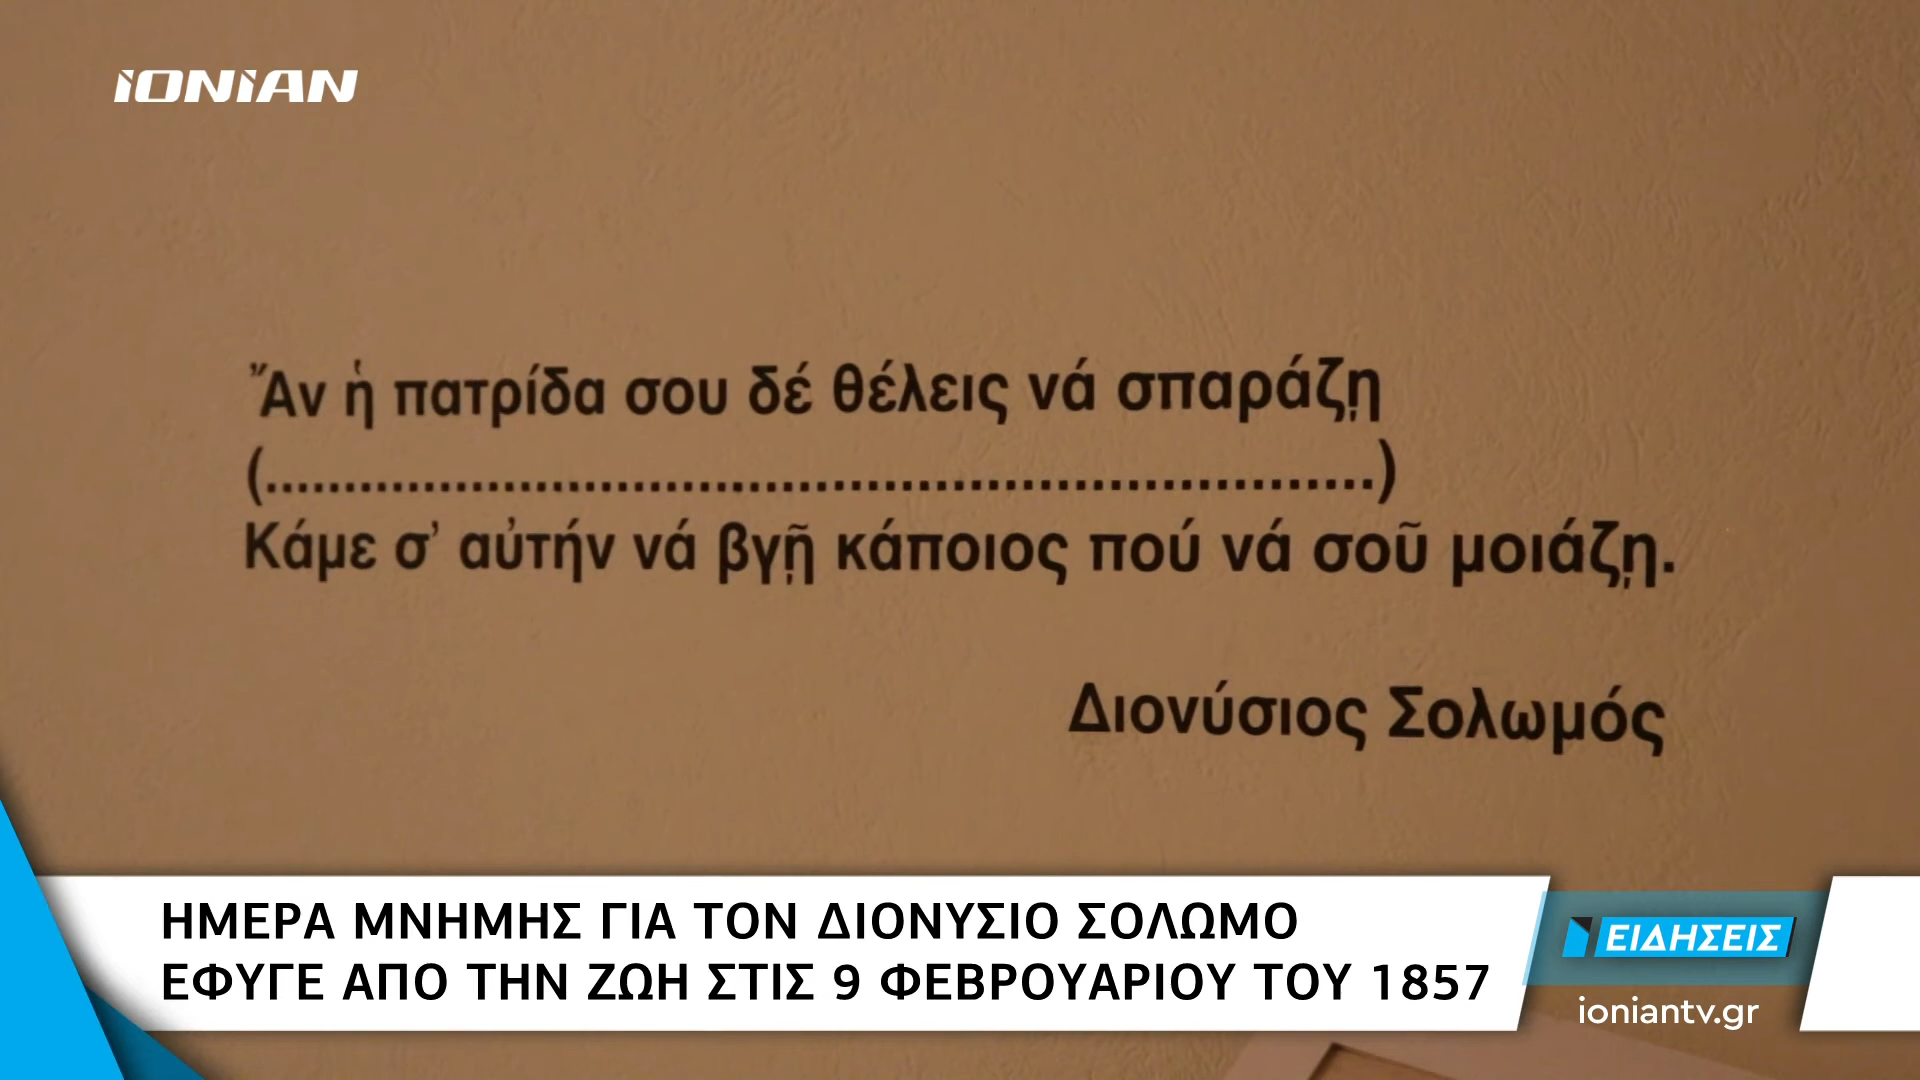 iONiAN
Ἄν ἡ πατρίδα σου δέ θέλεις νά σπαράζῃ
(......................................................................)
Κάμε σ' αὐτήν νά βγῇ κάποιος πού νά σοῦ μοιάζῃ.
Διονύσιος Σολωμός
ΗΜΕΡΑ ΜΝΗΜΗΣ ΓΙΑ ΤΟΝ ΔΙΟΝΥΣΙΟ ΣΟΛΩΜΟ
ΕΦΥΓΕ ΑΠΟ ΤΗΝ ΖΩΗ ΣΤΙΣ 9 ΦΕΒΡΟΥΑΡΙΟΥ ΤΟΥ 1857
ΕΙΔΗΣΕΙΣ
ioniantv.gr